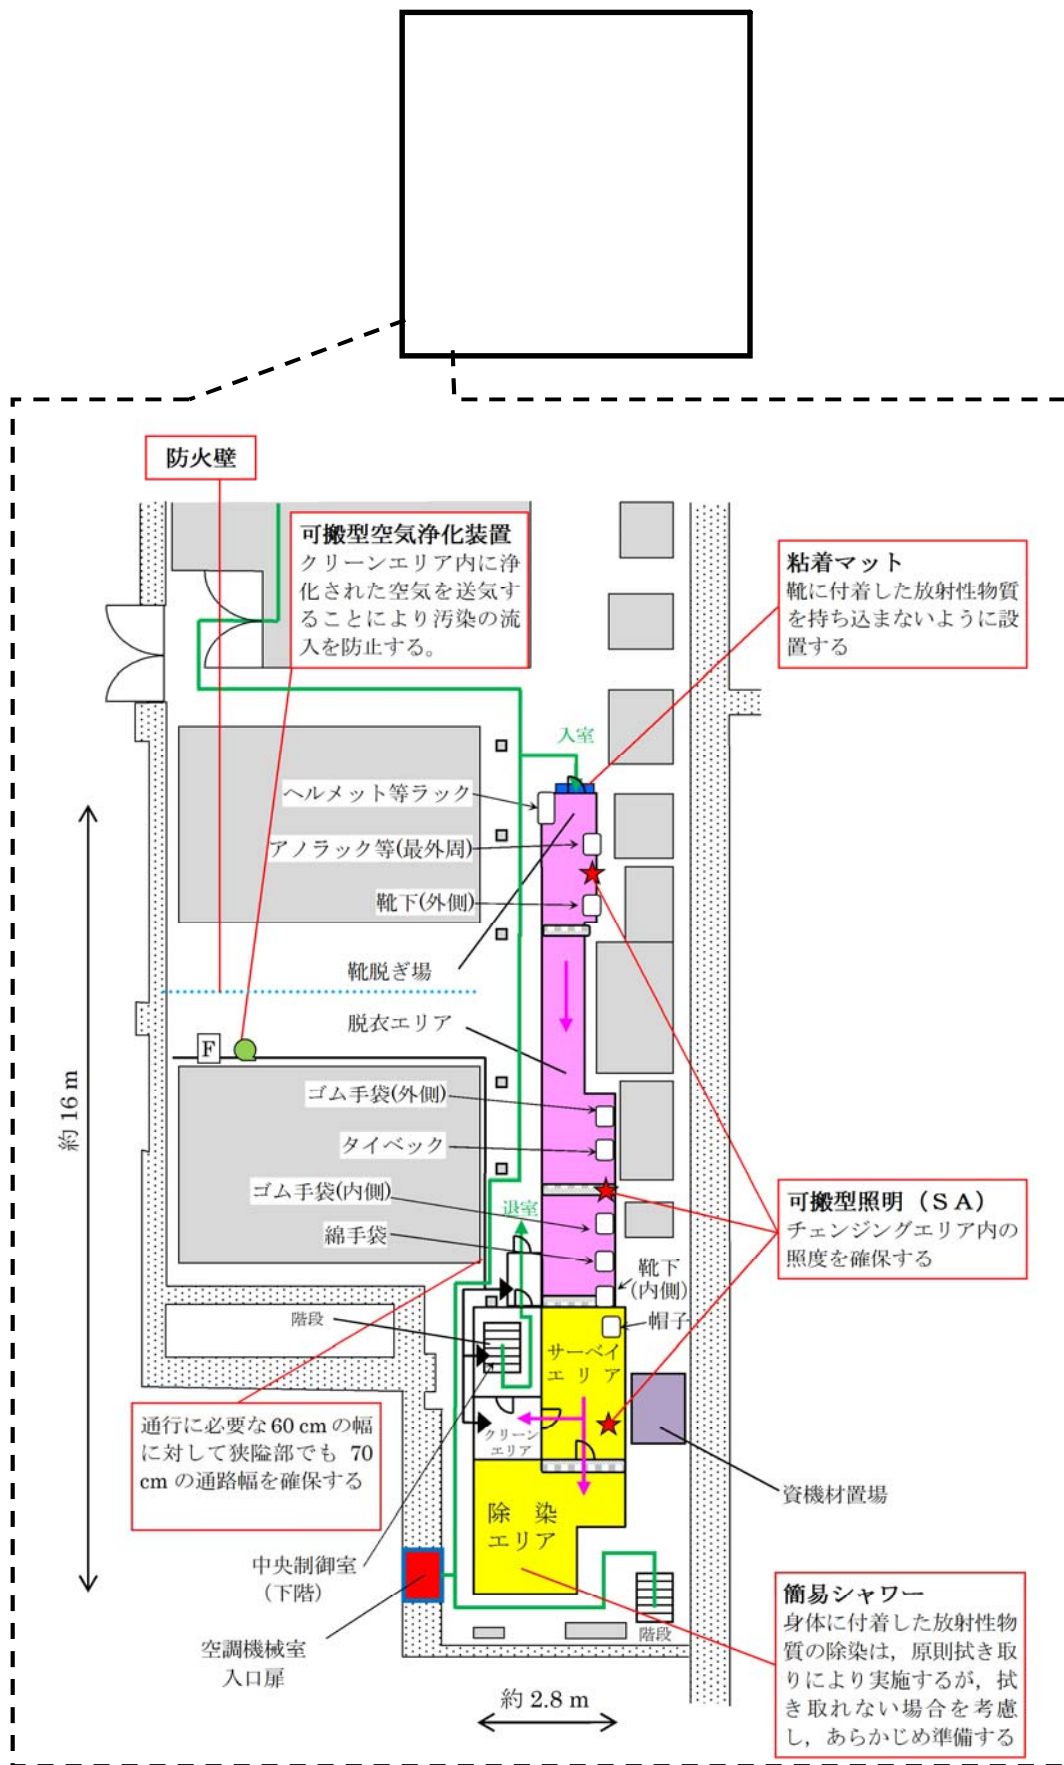 防火壁
可搬型空気浄化装置
クリーンエリア内に浄
化された空気を送気す
ることにより汚染の流
入を防止する。
粘着マット
靴に付着した放射性物質
を持ち込まないように設
置する
入室
ヘルメット等ラック
アノラック等(最外周)
靴下(外側)
靴脱ぎ場
脱衣エリア
F
約 16 m
ゴム手袋(外側)
タイベック
ゴム手袋(内側)
綿手袋
退室
可搬型照明（ＳＡ）
チェンジングエリア内の
照度を確保する
靴下
(内側)
帽子
階段
サーベイ
エ リ ア
クリーン
エリア
通行に必要な 60 cm の幅
に対して狭隘部でも 70
cm の通路幅を確保する
資機材置場
除 染
エリア
中央制御室
（下階）
空調機械室
入口扉
階段
簡易シャワー
身体に付着した放射性物
質の除染は，原則拭き取
りにより実施するが，拭
き取れない場合を考慮
し，あらかじめ準備する
約 2.8 m